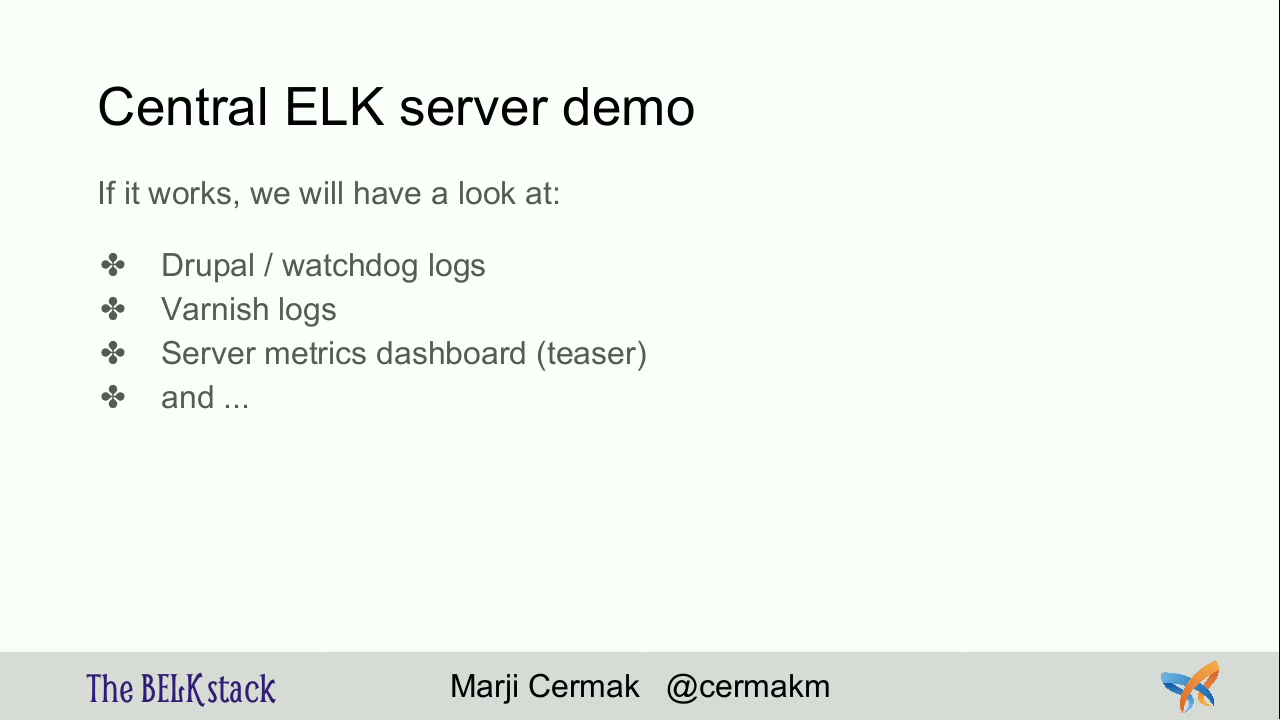 Central ELK server demo
If it works, we will have a look at:
✤ Drupal / watchdog logs
✤ Varnish logs
✤ Server metrics dashboard (teaser)
✤ and ...
The BELK stack
Marji Cermak @cermakm